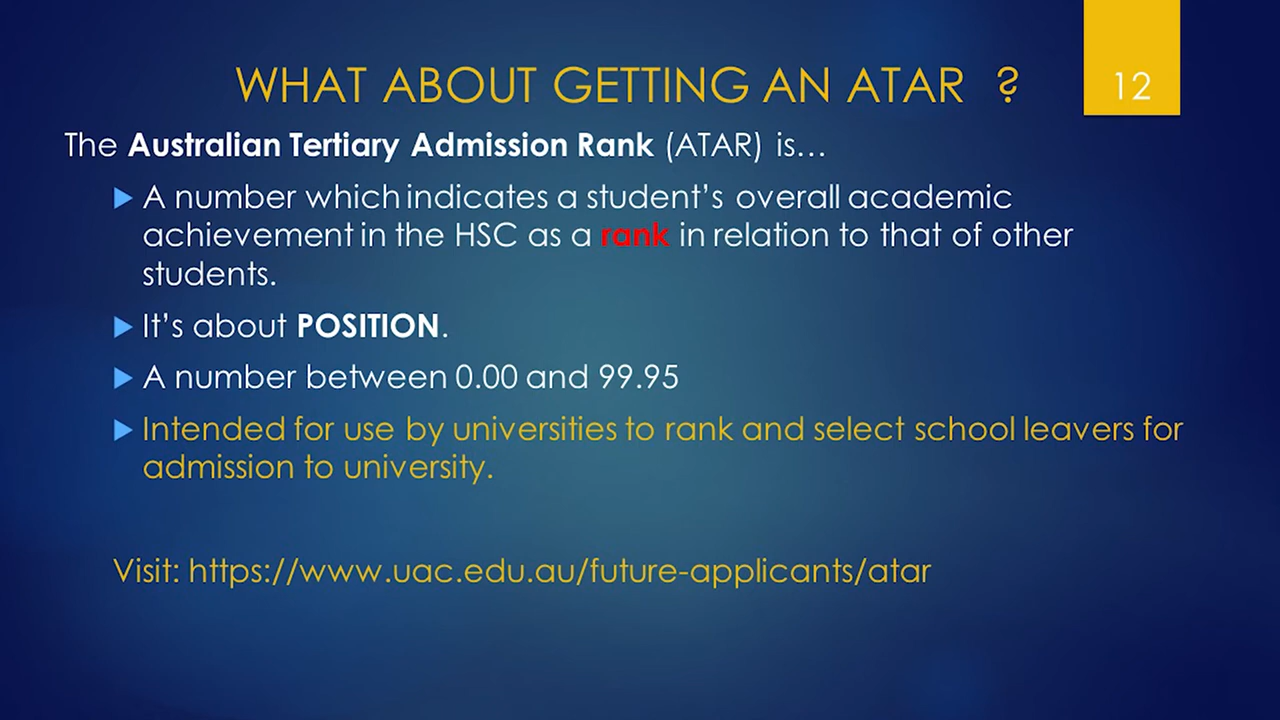 WHAT ABOUT GETTING AN ATAR ?
12
The Australian Tertiary Admission Rank (ATAR) is...
A number which indicates a student's overall academic
achievement in the HSC as a rank in relation to that of other
students.
It's about POSITION.
A number between 0.00 and 99.95
Intended for use by universities to rank and select school leavers for
admission to university.
Visit: https://www.uac.edu.au/future-applicants/atar